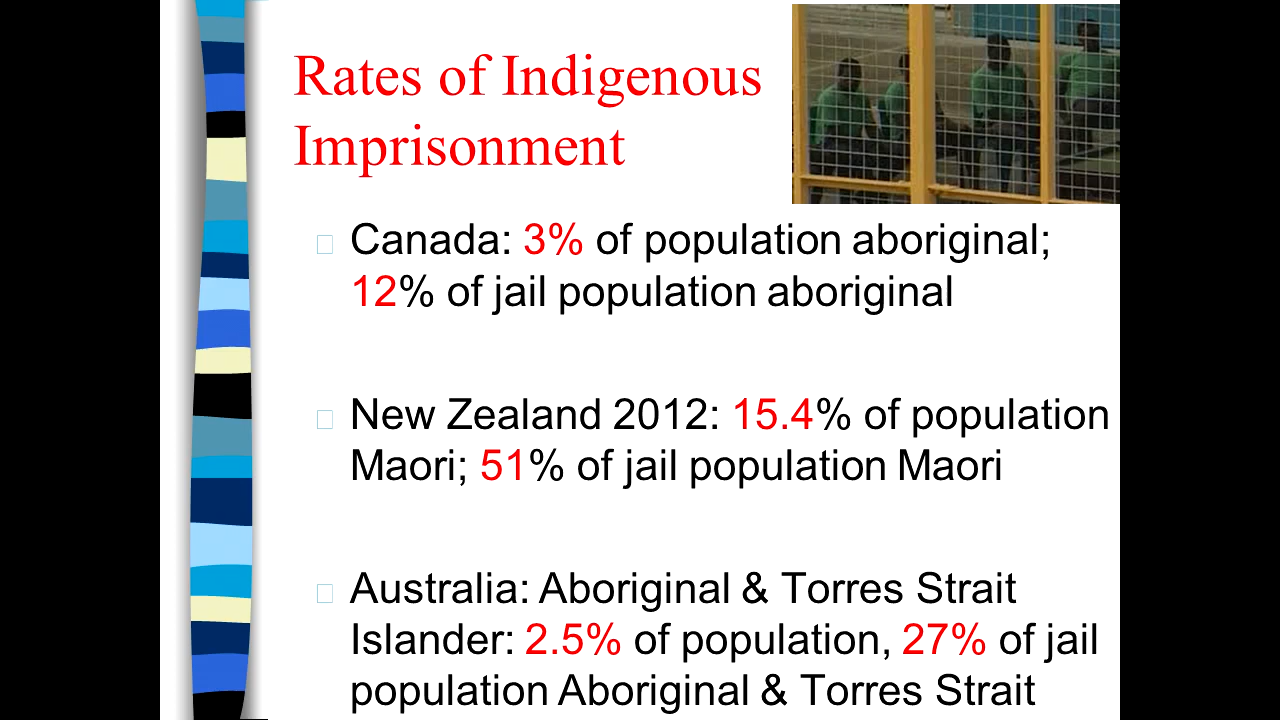 Rates of Indigenous
Imprisonment
Canada: 3% of population aboriginal;
12% of jail population aboriginal
New Zealand 2012: 15.4% of population
Maori; 51% of jail population Maori
Australia: Aboriginal & Torres Strait
Islander: 2.5% of population, 27% of jail
population Aboriginal & Torres Strait